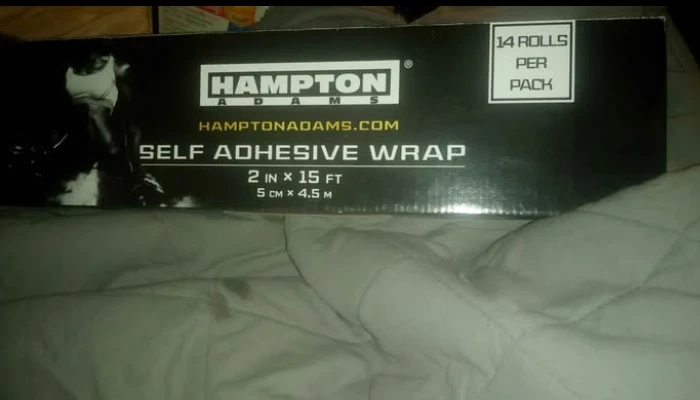 HAMPTON®
ADAMS
HAMPTONADAMS.COM
SELF ADHESIVE WRAP
2 IN × 15 FT
5 CM × 4.5 M
14 ROLLS
PER
PACK